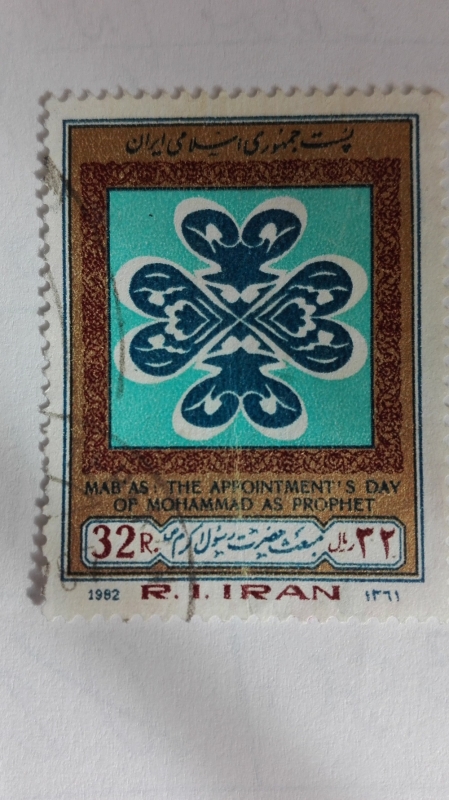 پست جمهوری اسلامی ایران
MAB'AS : THE APPOINTMENT'S DAY
OF MOHAMMAD AS PROPHET
32 R. مبعث حضرت رسول اکرم ص ۳۲ ریال
1982 R.I.IRAN ۱۳۶۱